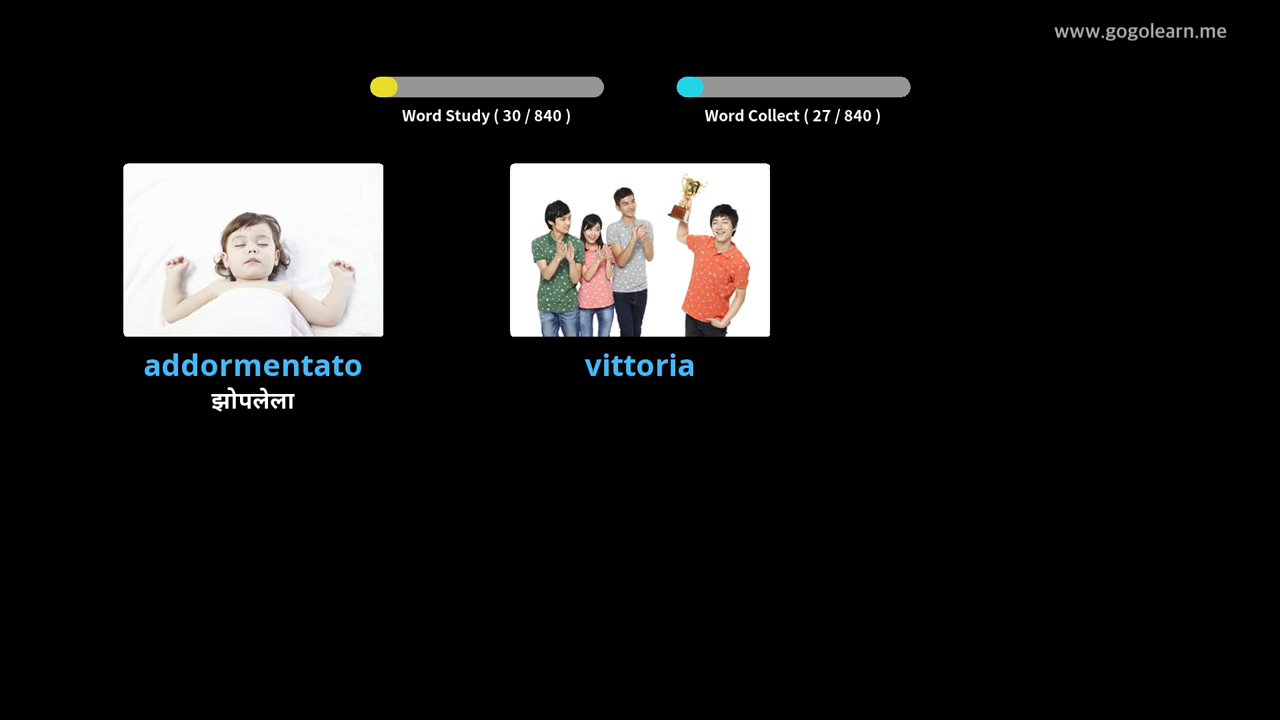 www.gogolearn.me
Word Study ( 30 / 840 )
Word Collect ( 27 / 840 )
addormentato
झोपलेला
vittoria